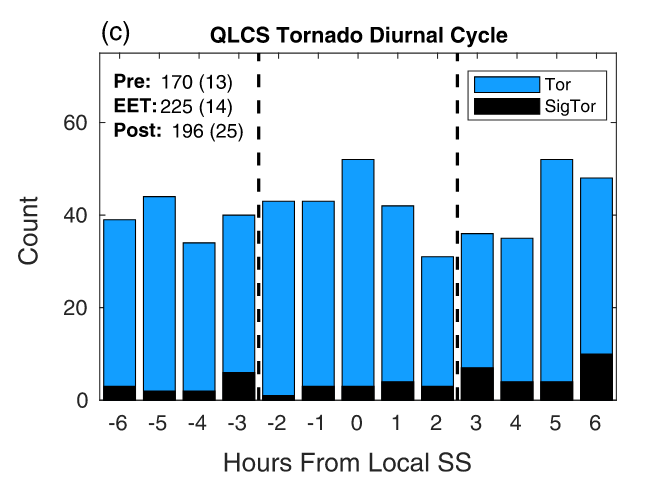 (c)
QLCS Tornado Diurnal Cycle
Pre: 170 (13)
EET: 225 (14)
Post: 196 (25)
Tor
SigTor
60
40
20
0
Count
-6 -5 -4 -3 -2 -1 0 1 2 3 4 5 6
Hours From Local SS